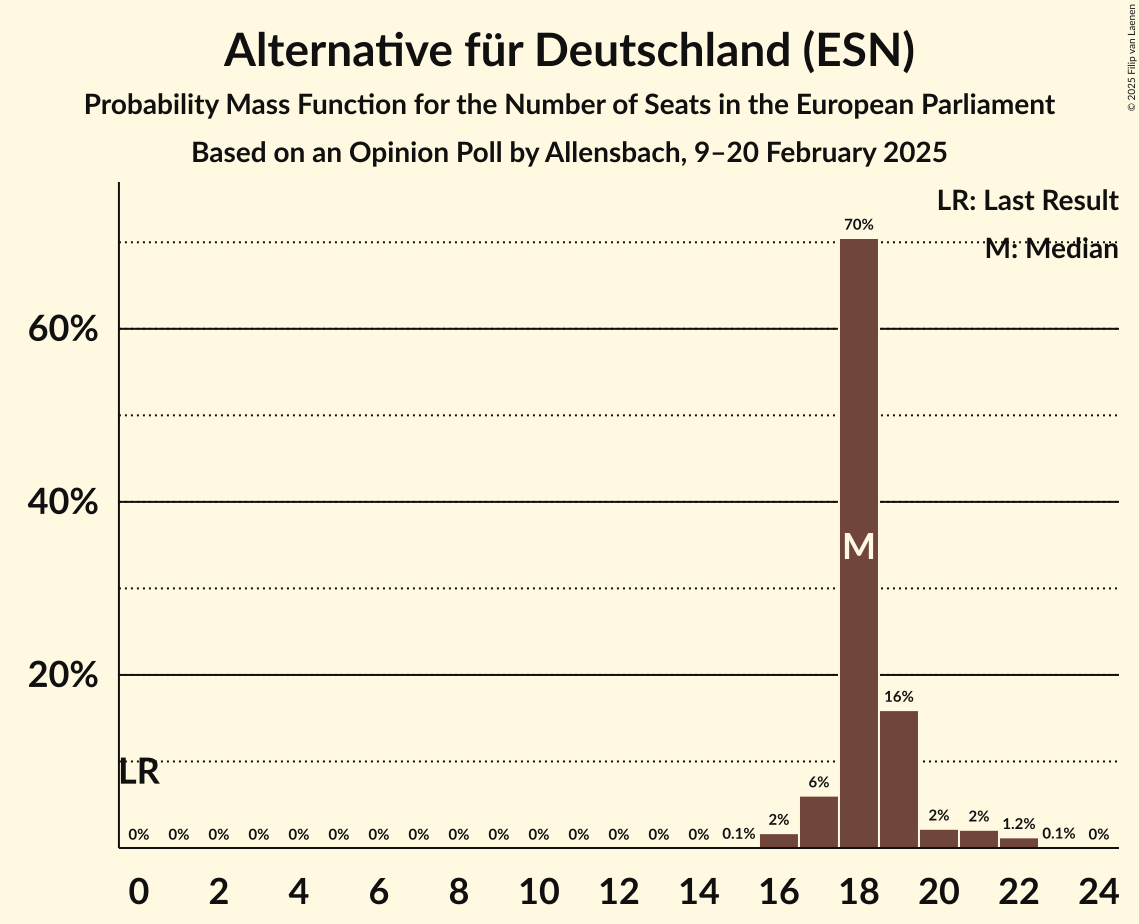 Alternative für Deutschland (ESN)
Probability Mass Function for the Number of Seats in the European Parliament
Based on an Opinion Poll by Allensbach, 9–20 February 2025
© 2025 Filip van Laenen
LR: Last Result
M: Median
70%
60%
40%
M
20%
16%
LR
6%
0% 0% 0% 0% 0% 0% 0% 0% 0% 0% 0% 0% 0% 0% 0% 0.1% 2% 2% 2% 1.2% 0.1% 0%
0 2 4 6 8 10 12 14 16 18 20 22 24